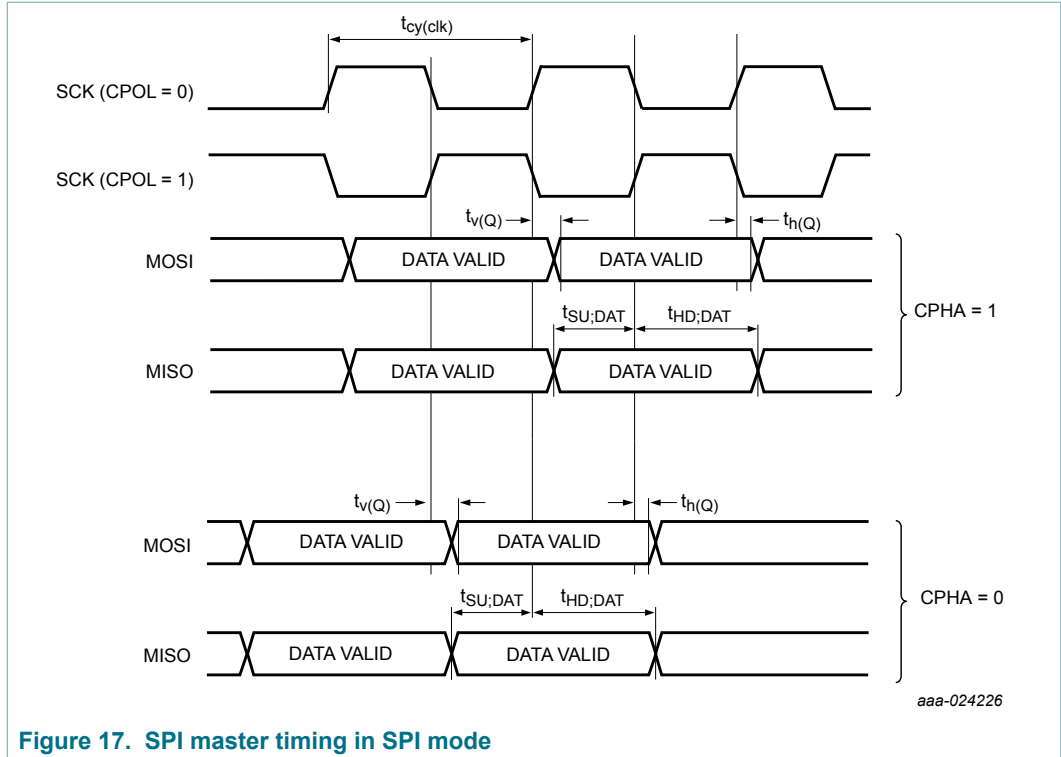 tcy(clk)
SCK (CPOL = 0)
SCK (CPOL = 1)
tv(Q)
th(Q)
MOSI
DATA VALID
DATA VALID
tSU;DAT
tHD;DAT
CPHA = 1
MISO
DATA VALID
DATA VALID
tv(Q)
th(Q)
MOSI
DATA VALID
DATA VALID
tSU;DAT
tHD;DAT
CPHA = 0
MISO
DATA VALID
DATA VALID
aaa-024226
Figure 17. SPI master timing in SPI mode